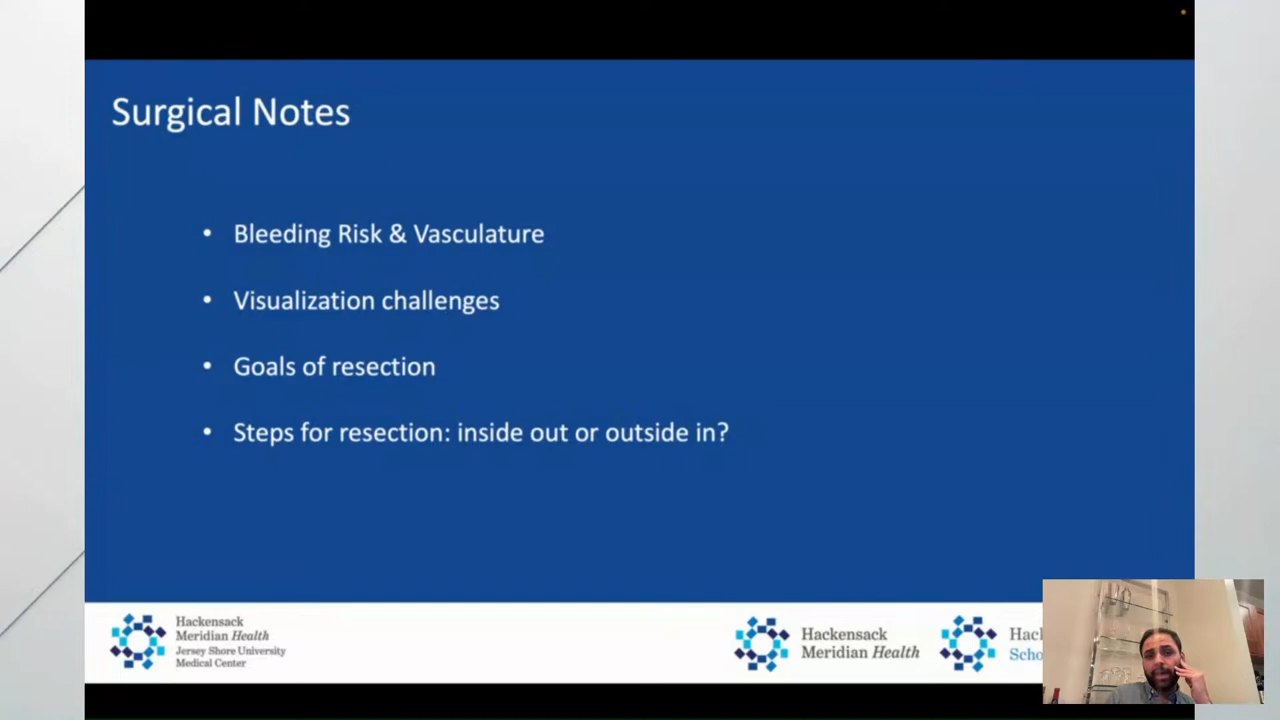 Surgical Notes
• Bleeding Risk & Vasculature
• Visualization challenges
• Goals of resection
• Steps for resection: inside out or outside in?
Hackensack
Meridian Health
Jersey Shore University
Medical Center
Hackensack
Meridian Health